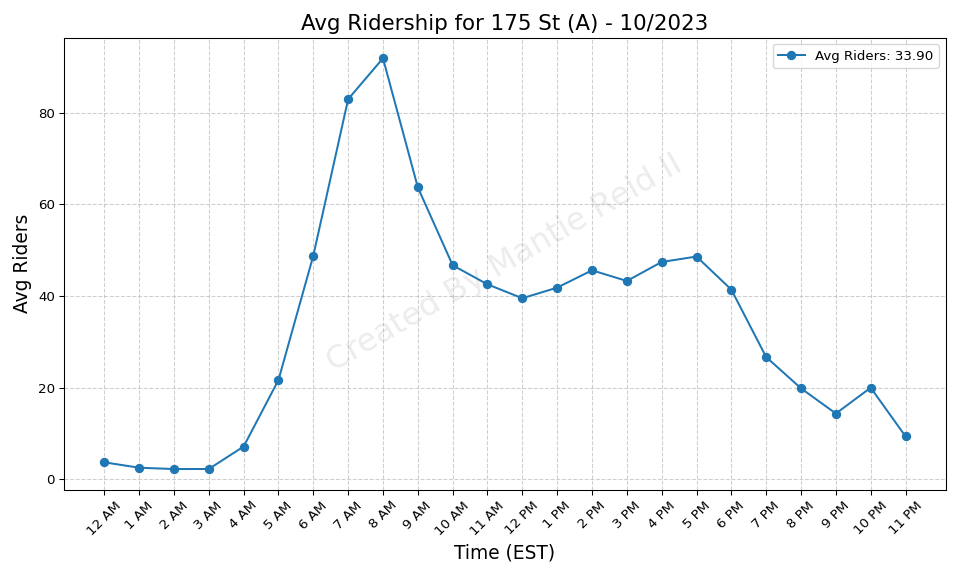 Avg Ridership for 175 St (A) - 10/2023
Avg Riders: 33.90
Avg Riders
80
60
40
20
0
Created By Mantie Reid II
12 AM
1 AM
2 AM
3 AM
4 AM
5 AM
6 AM
7 AM
8 AM
9 AM
10 AM
11 AM
12 PM
1 PM
2 PM
3 PM
4 PM
5 PM
6 PM
7 PM
8 PM
9 PM
10 PM
11 PM
Time (EST)